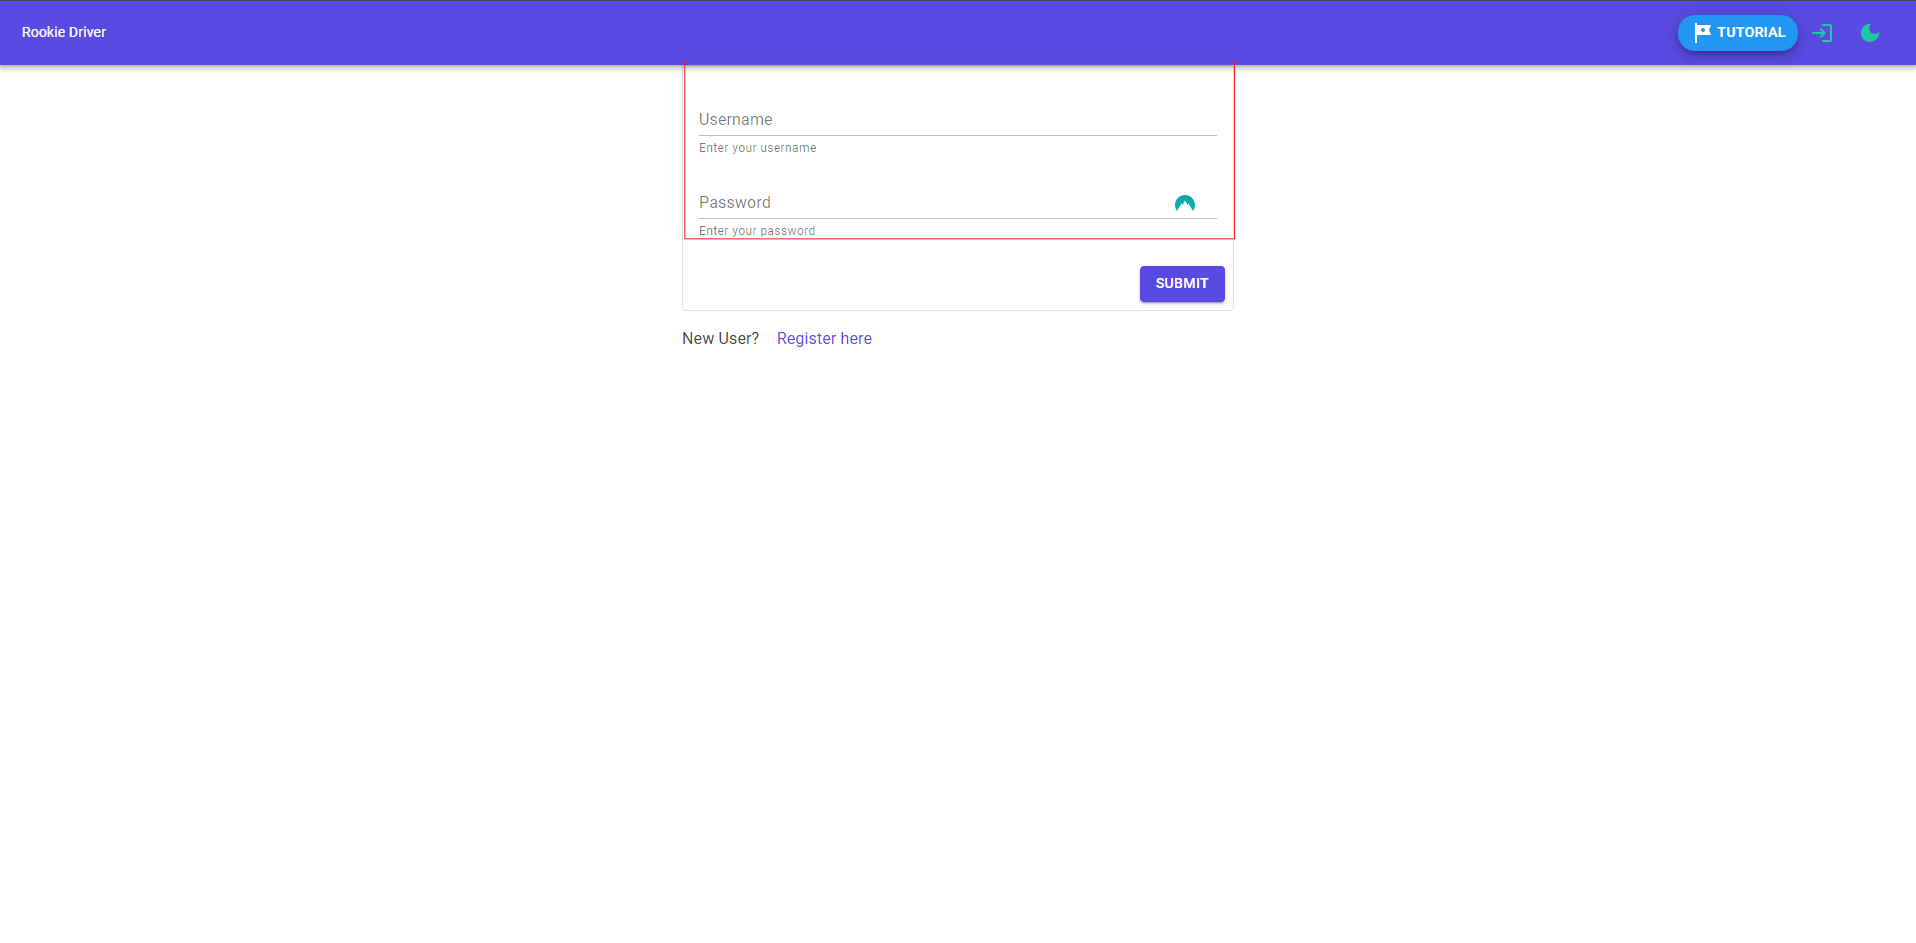 Rookie Driver
TUTORIAL
Username
Enter your username
Password
Enter your password
SUBMIT
New User? Register here